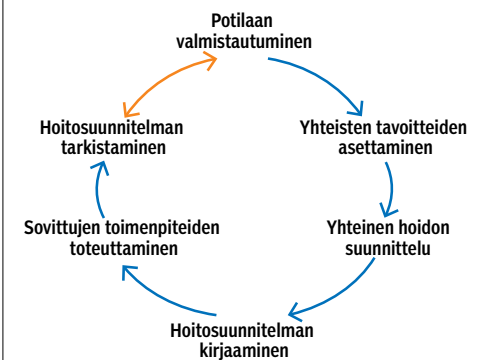 Potilaan
valmistautuminen
Yhteisten tavoitteiden
asettaminen
Yhteinen hoidon
suunnittelu
Hoitosuunnitelman
kirjaaminen
Sovittujen toimenpiteiden
toteuttaminen
Hoitosuunnitelman
tarkistaminen